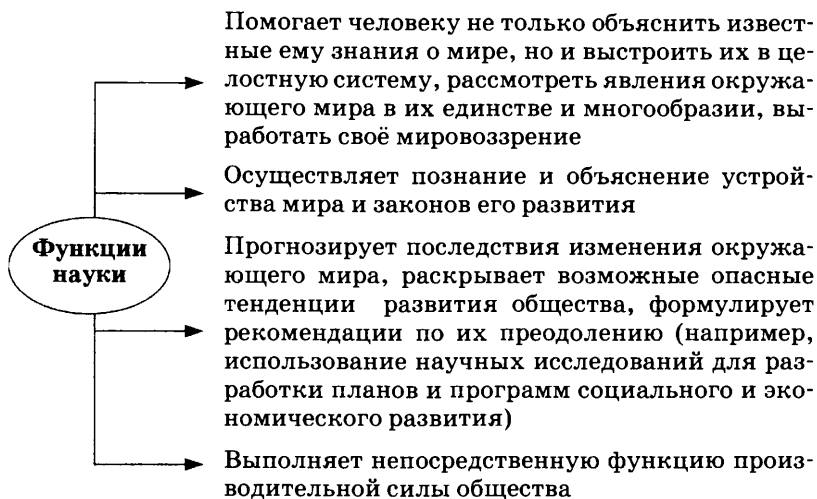 Помогает человеку не только объяснить извест-
ные ему знания о мире, но и выстроить их в це-
лостную систему, рассмотреть явления окружа-
ющего мира в их единстве и многообразии, вы-
работать своё мировоззрение
Осуществляет познание и объяснение устрой-
ства мира и законов его развития
Функции
науки
Прогнозирует последствия изменения окружа-
ющего мира, раскрывает возможные опасные
тенденции развития общества, формулирует
рекомендации по их преодолению (например,
использование научных исследований для раз-
работки планов и программ социального и эко-
номического развития)
Выполняет непосредственную функцию произ-
водительной силы общества